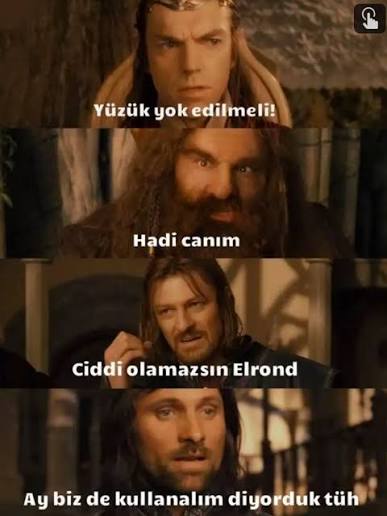 Yüzük yok edilmeli!
Hadi canım
Ciddi olamazsın Elrond
Ay biz de kullanalım diyorduk tüh